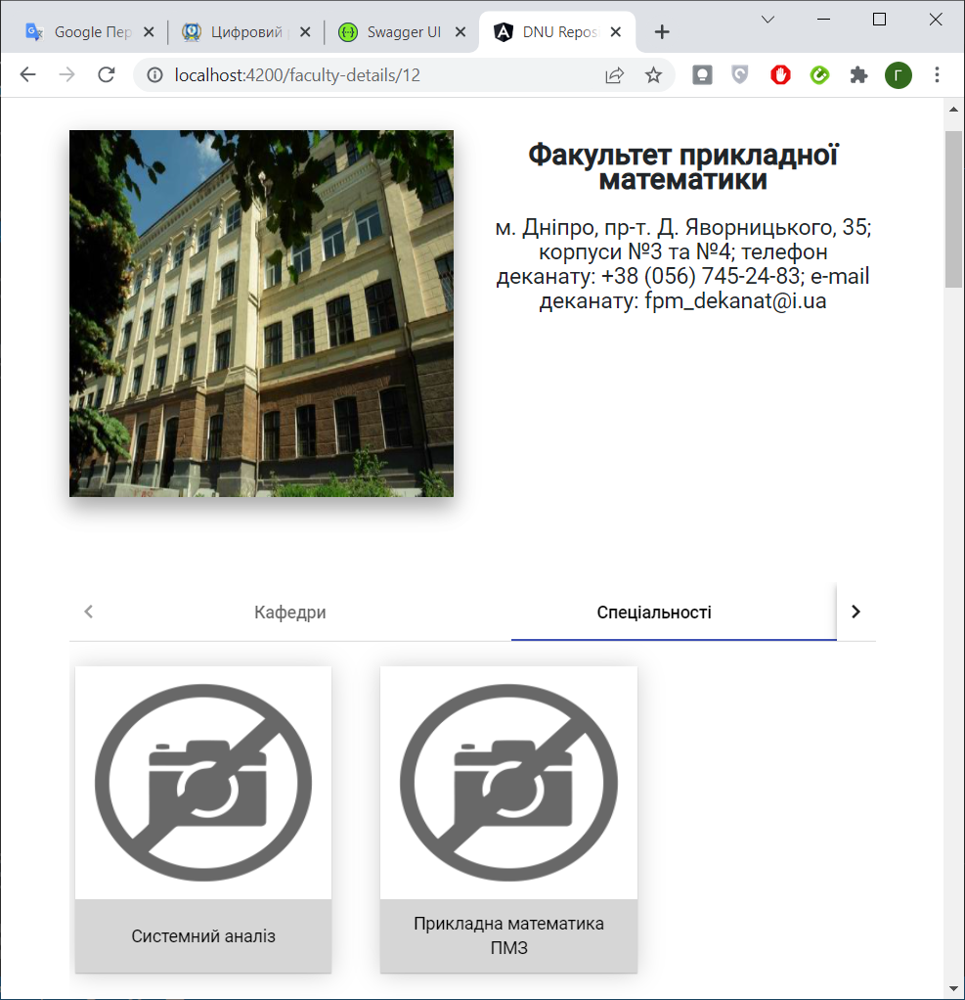 Google Пер
Цифровий
Swagger UI
DNU Repos
localhost:4200/faculty-details/12
Г
Факультет прикладної
математики
м. Дніпро, пр-т. Д. Яворницького, 35;
корпуси №3 та №4; телефон
деканату: +38 (056) 745-24-83; e-mail
деканату: fpm_dekanat@i.ua
Кафедри
Спеціальності
Системний аналіз
Прикладна математика
ПМЗ